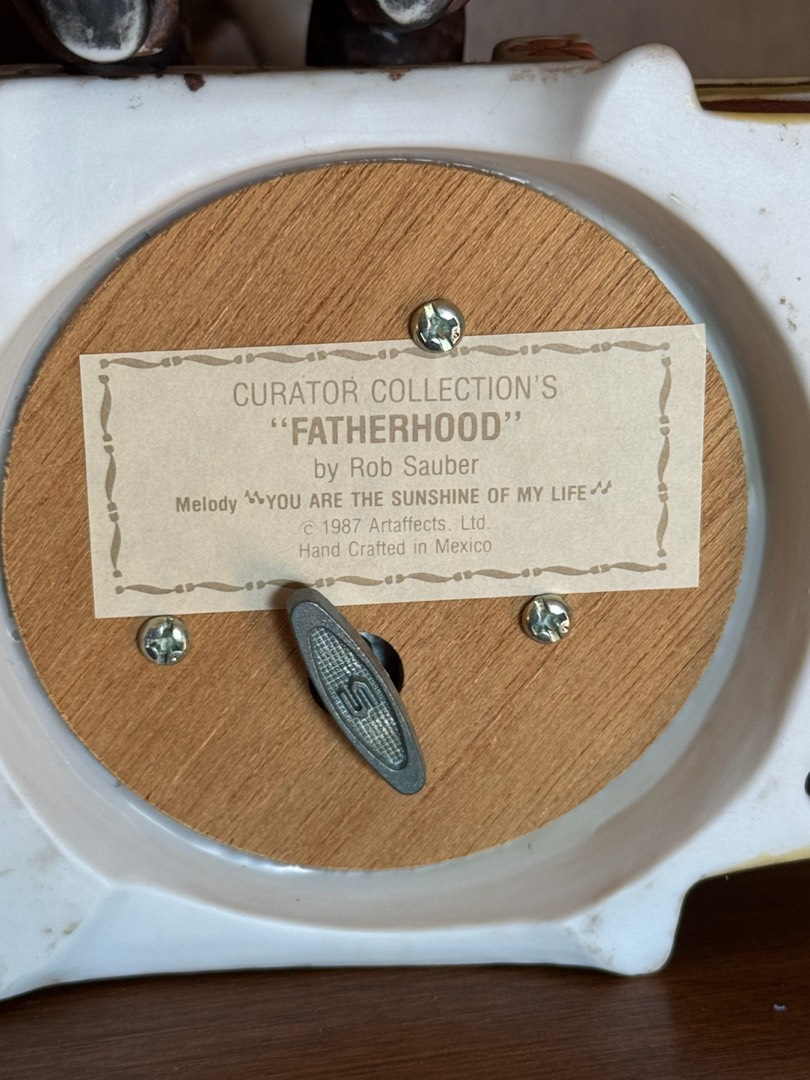 CURATOR COLLECTION'S
"FATHERHOOD"
by Rob Sauber
Melody YOU ARE THE SUNSHINE OF MY LIFE
© 1987 Artaffects. Ltd.
Hand Crafted in Mexico